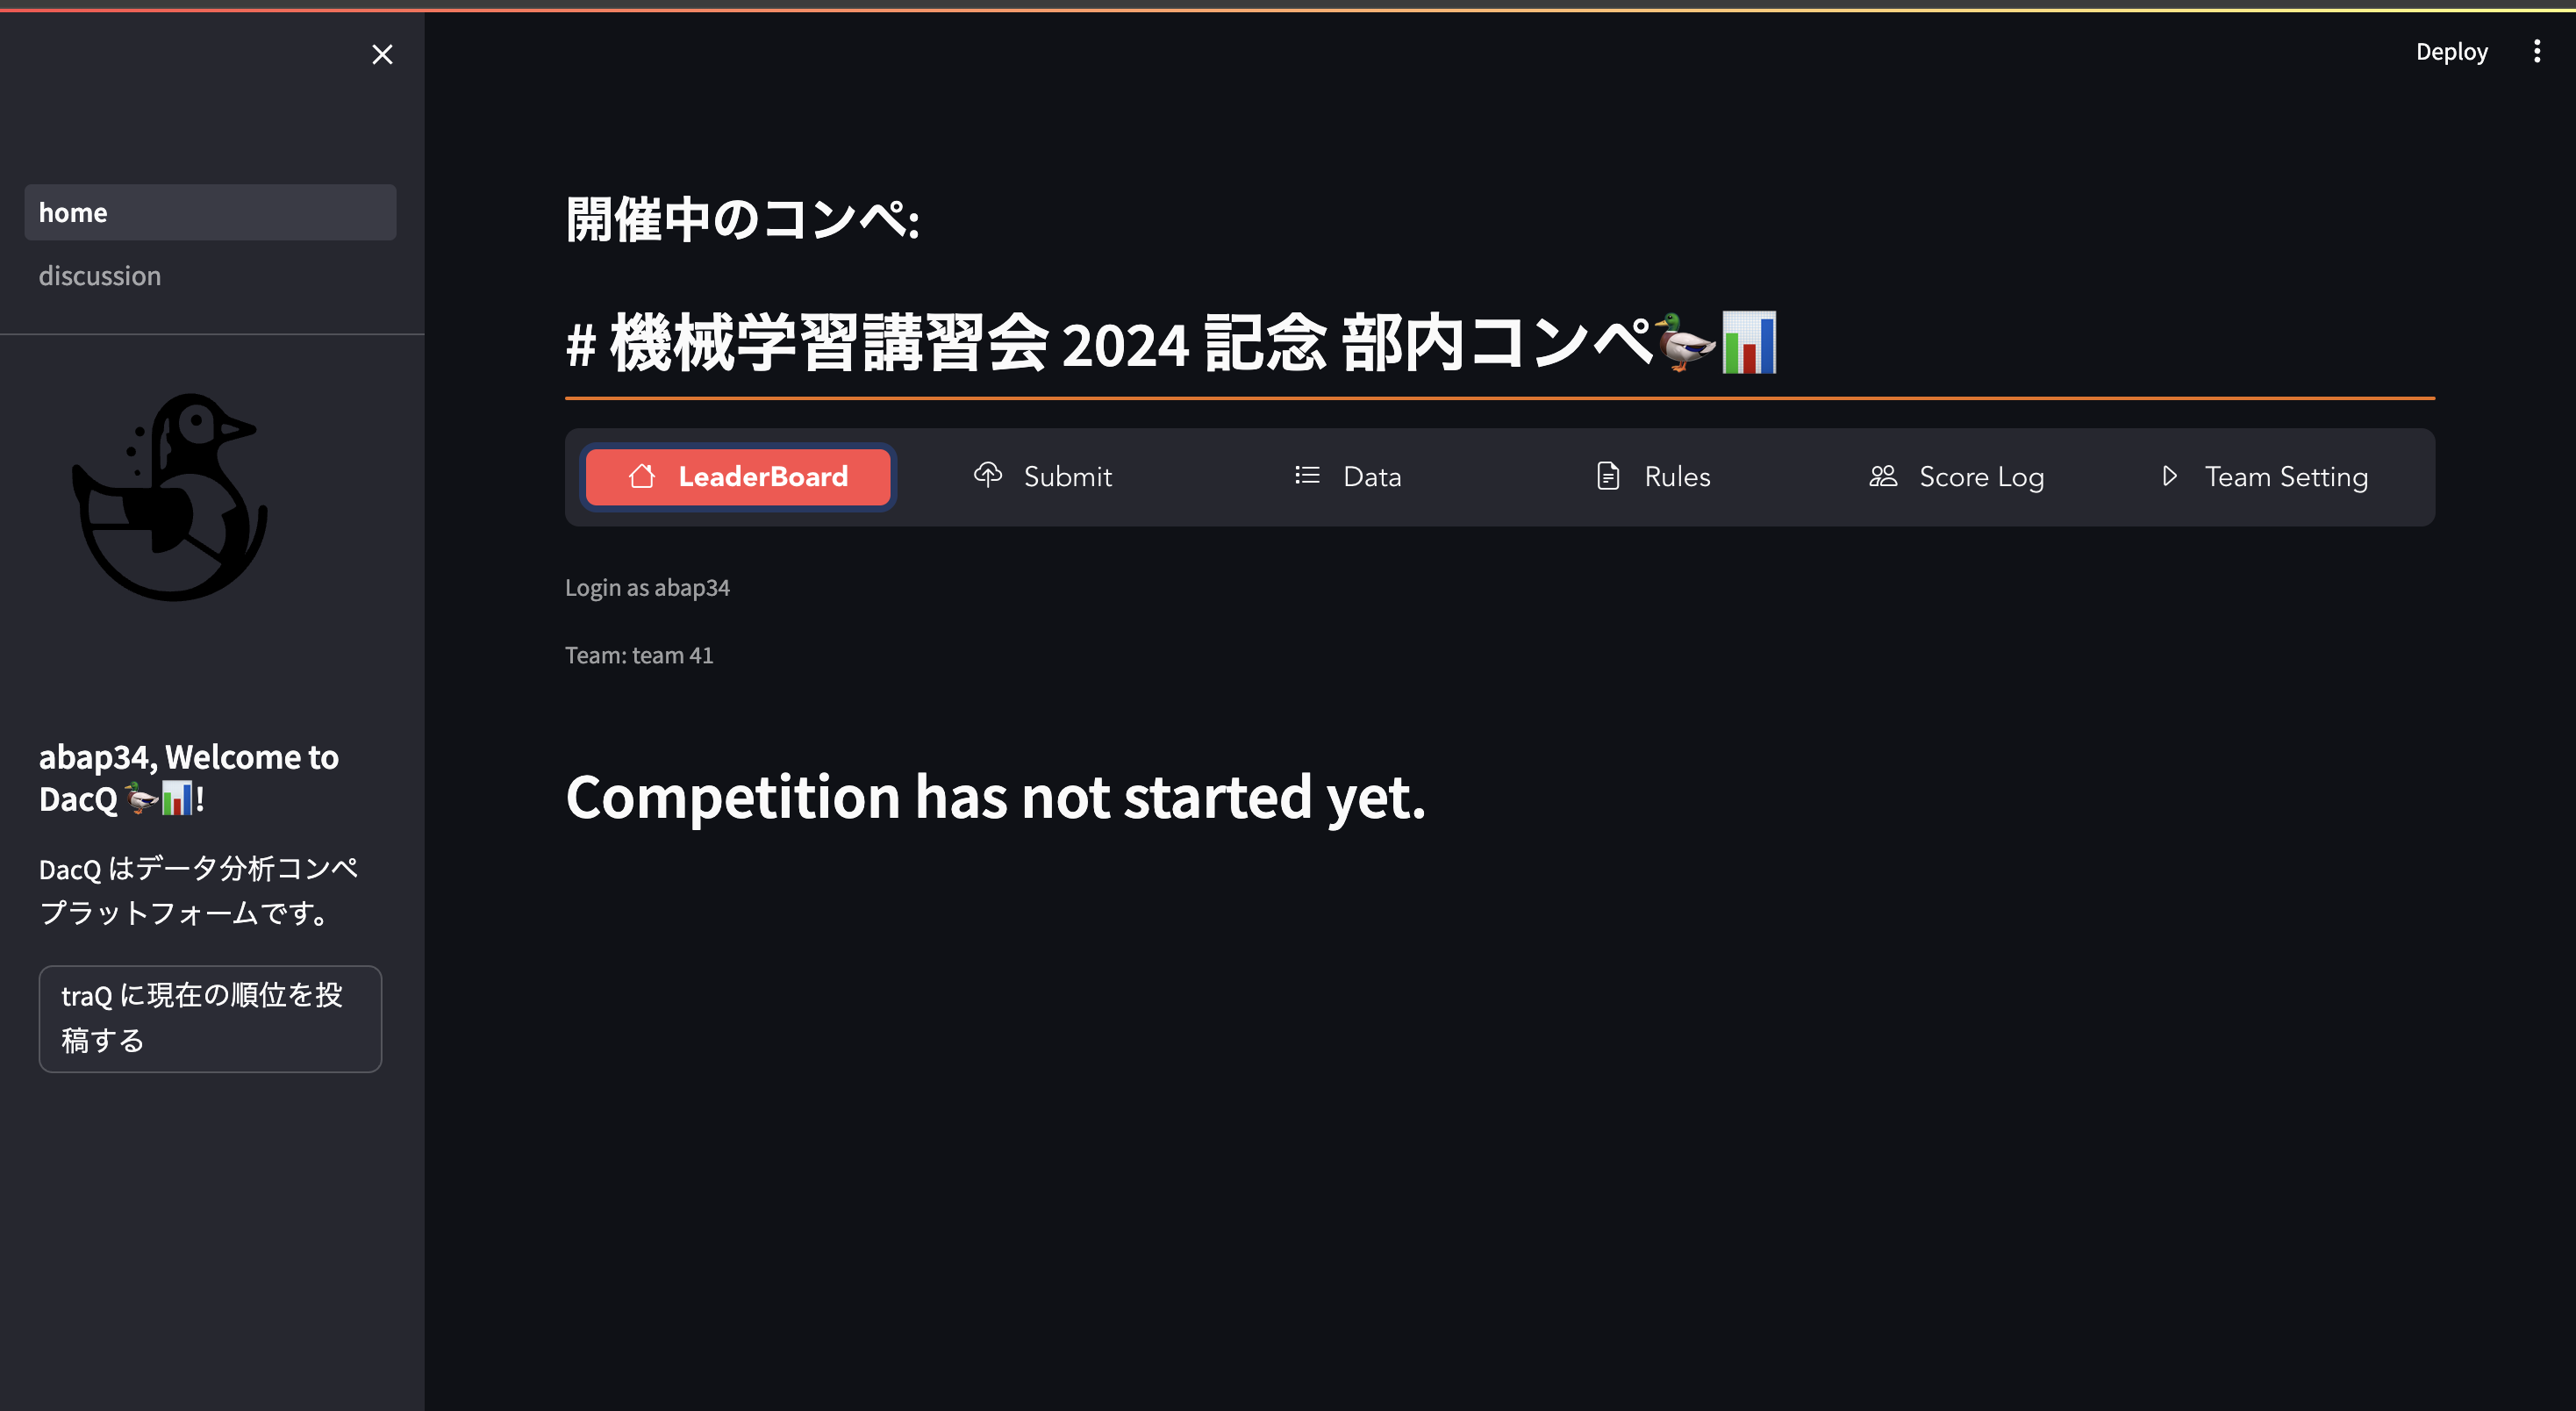 Deploy
home
discussion
abap34, Welcome to
DacQ🦆📊!
DacQ はデータ分析コンペ
プラットフォームです。
traQ に現在の順位を投
稿する
開催中のコンペ:
# 機械学習講習会 2024 記念 部内コンペ🦆📊
LeaderBoard Submit Data Rules Score Log Team Setting
Login as abap34
Team: team 41
Competition has not started yet.